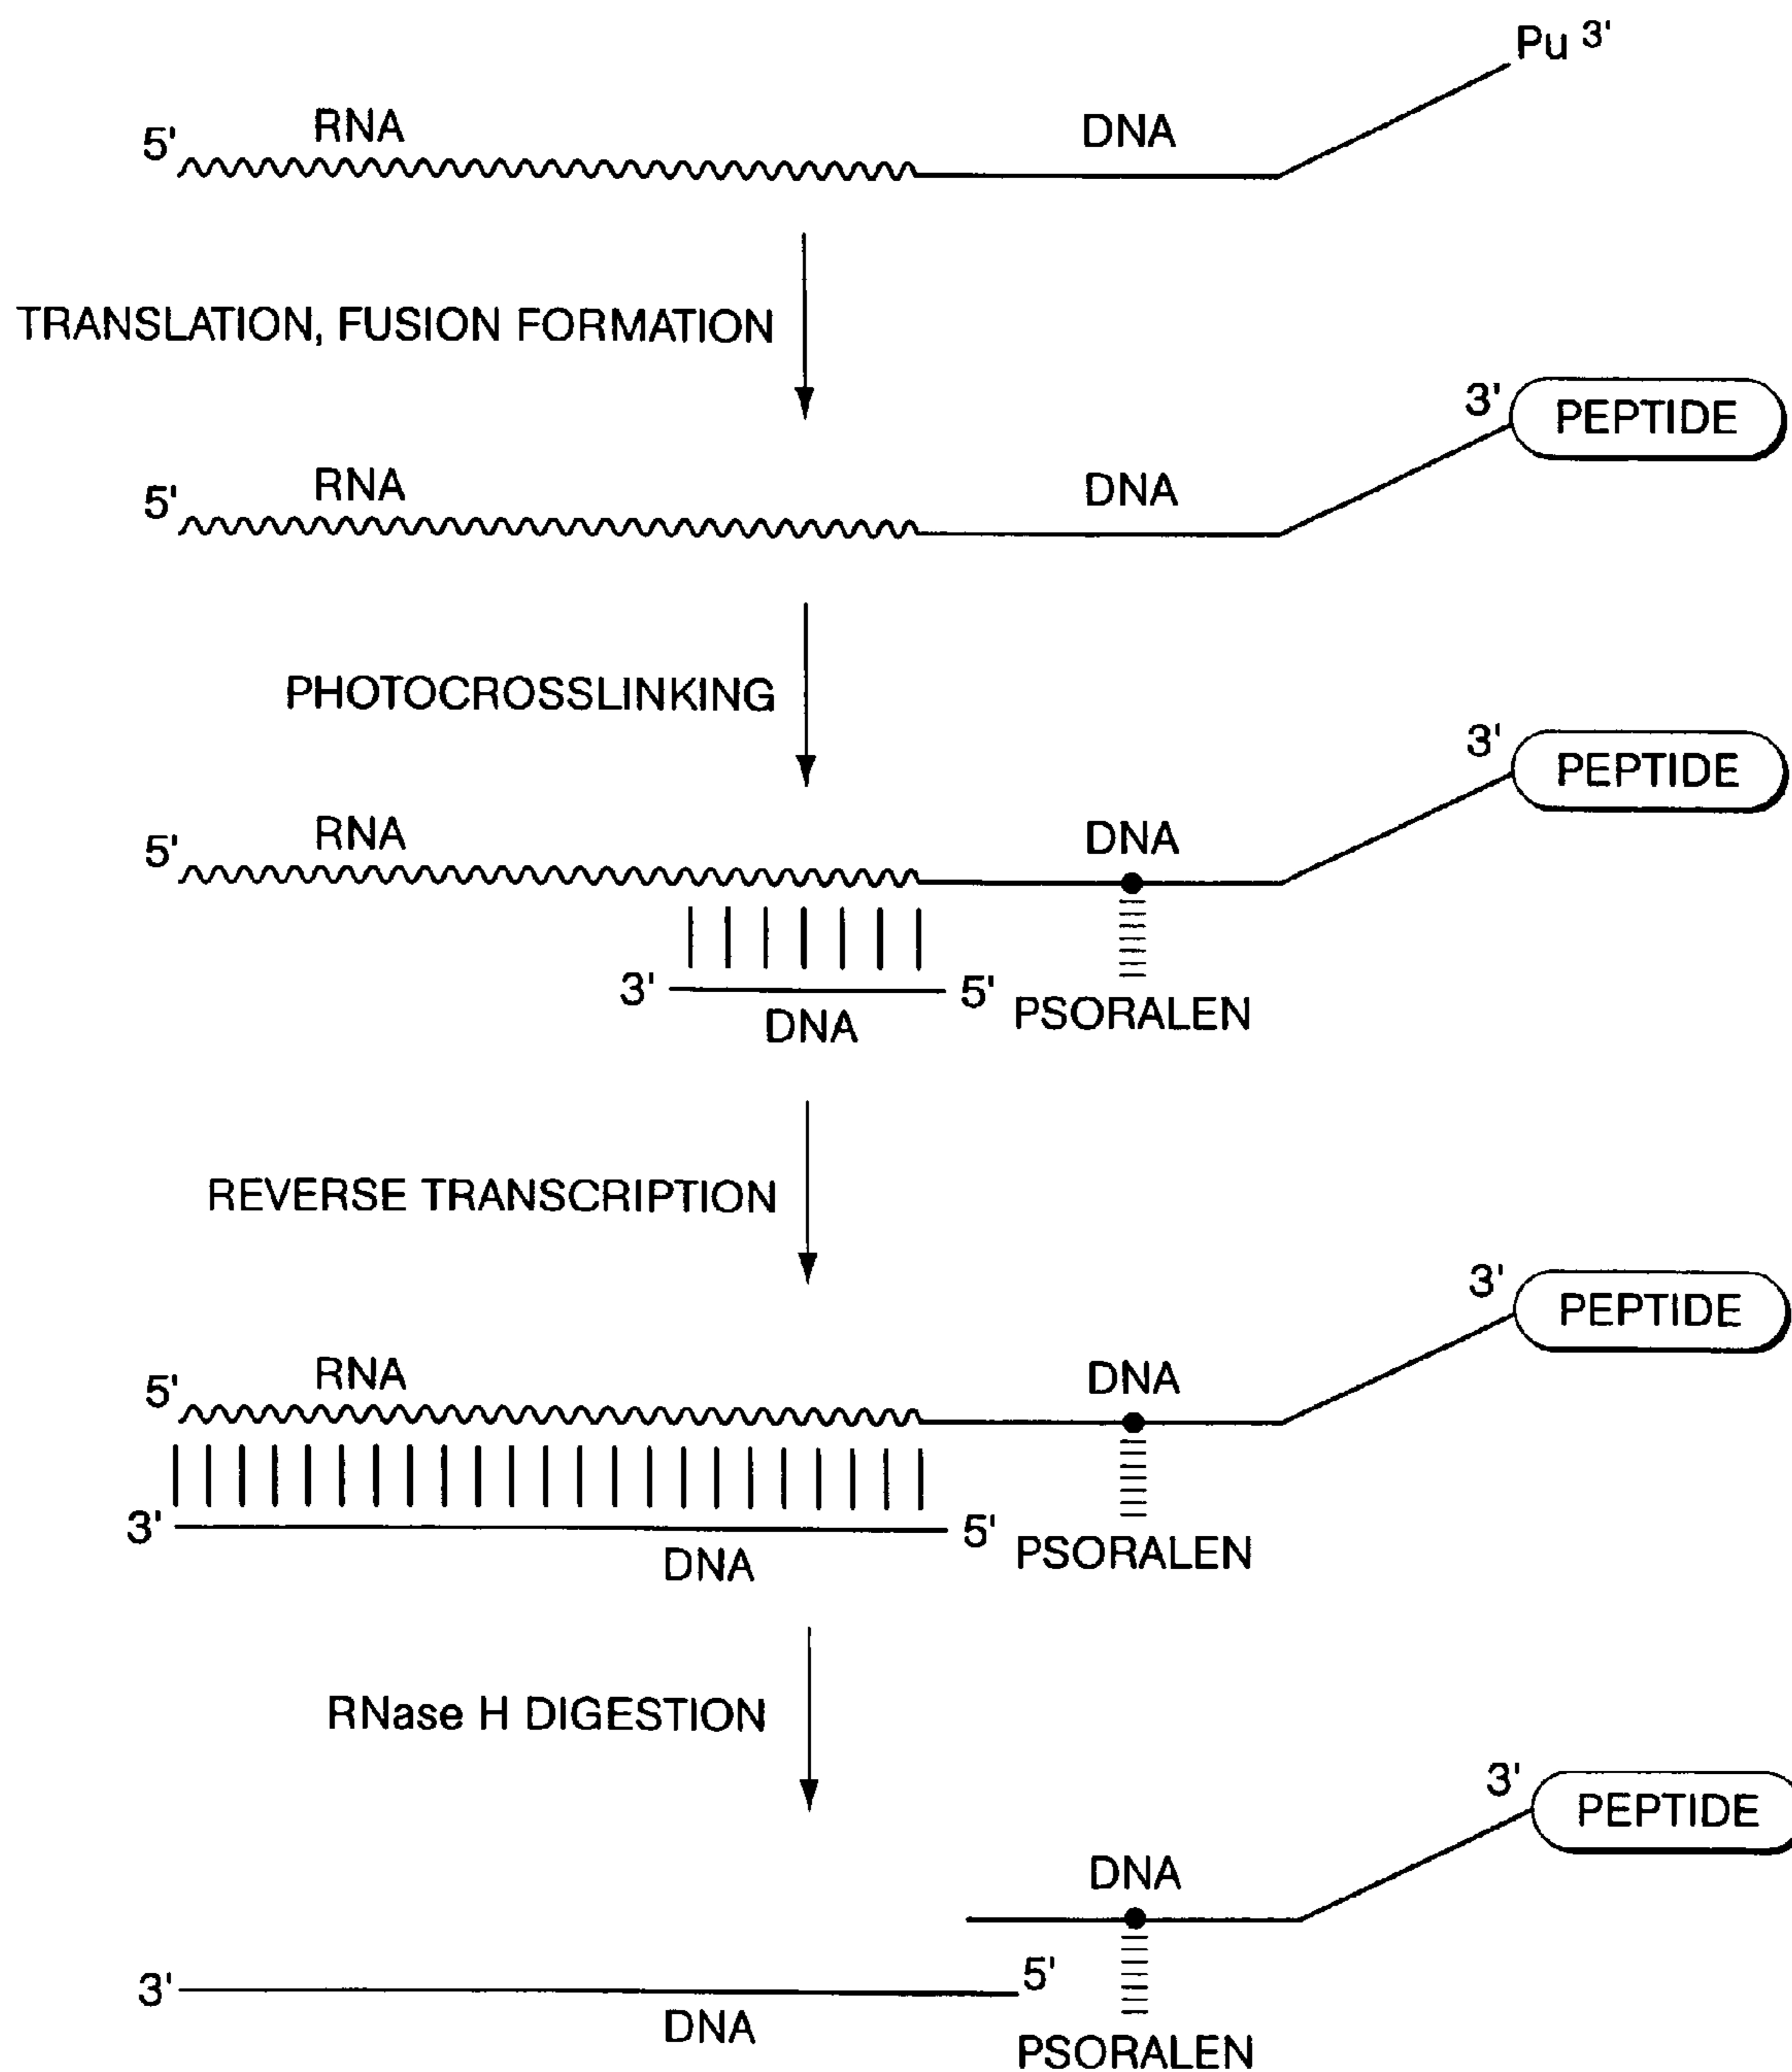 Pu 3'
5' RNA DNA
TRANSLATION, FUSION FORMATION
3' PEPTIDE
5' RNA DNA
PHOTOCROSSLINKING
3' PEPTIDE
5' RNA DNA
3' 5' PSORALEN
DNA
REVERSE TRANSCRIPTION
3' PEPTIDE
5' RNA DNA
3' 5' PSORALEN
DNA
RNase H DIGESTION
3' PEPTIDE
DNA
3' 5'
DNA PSORALEN